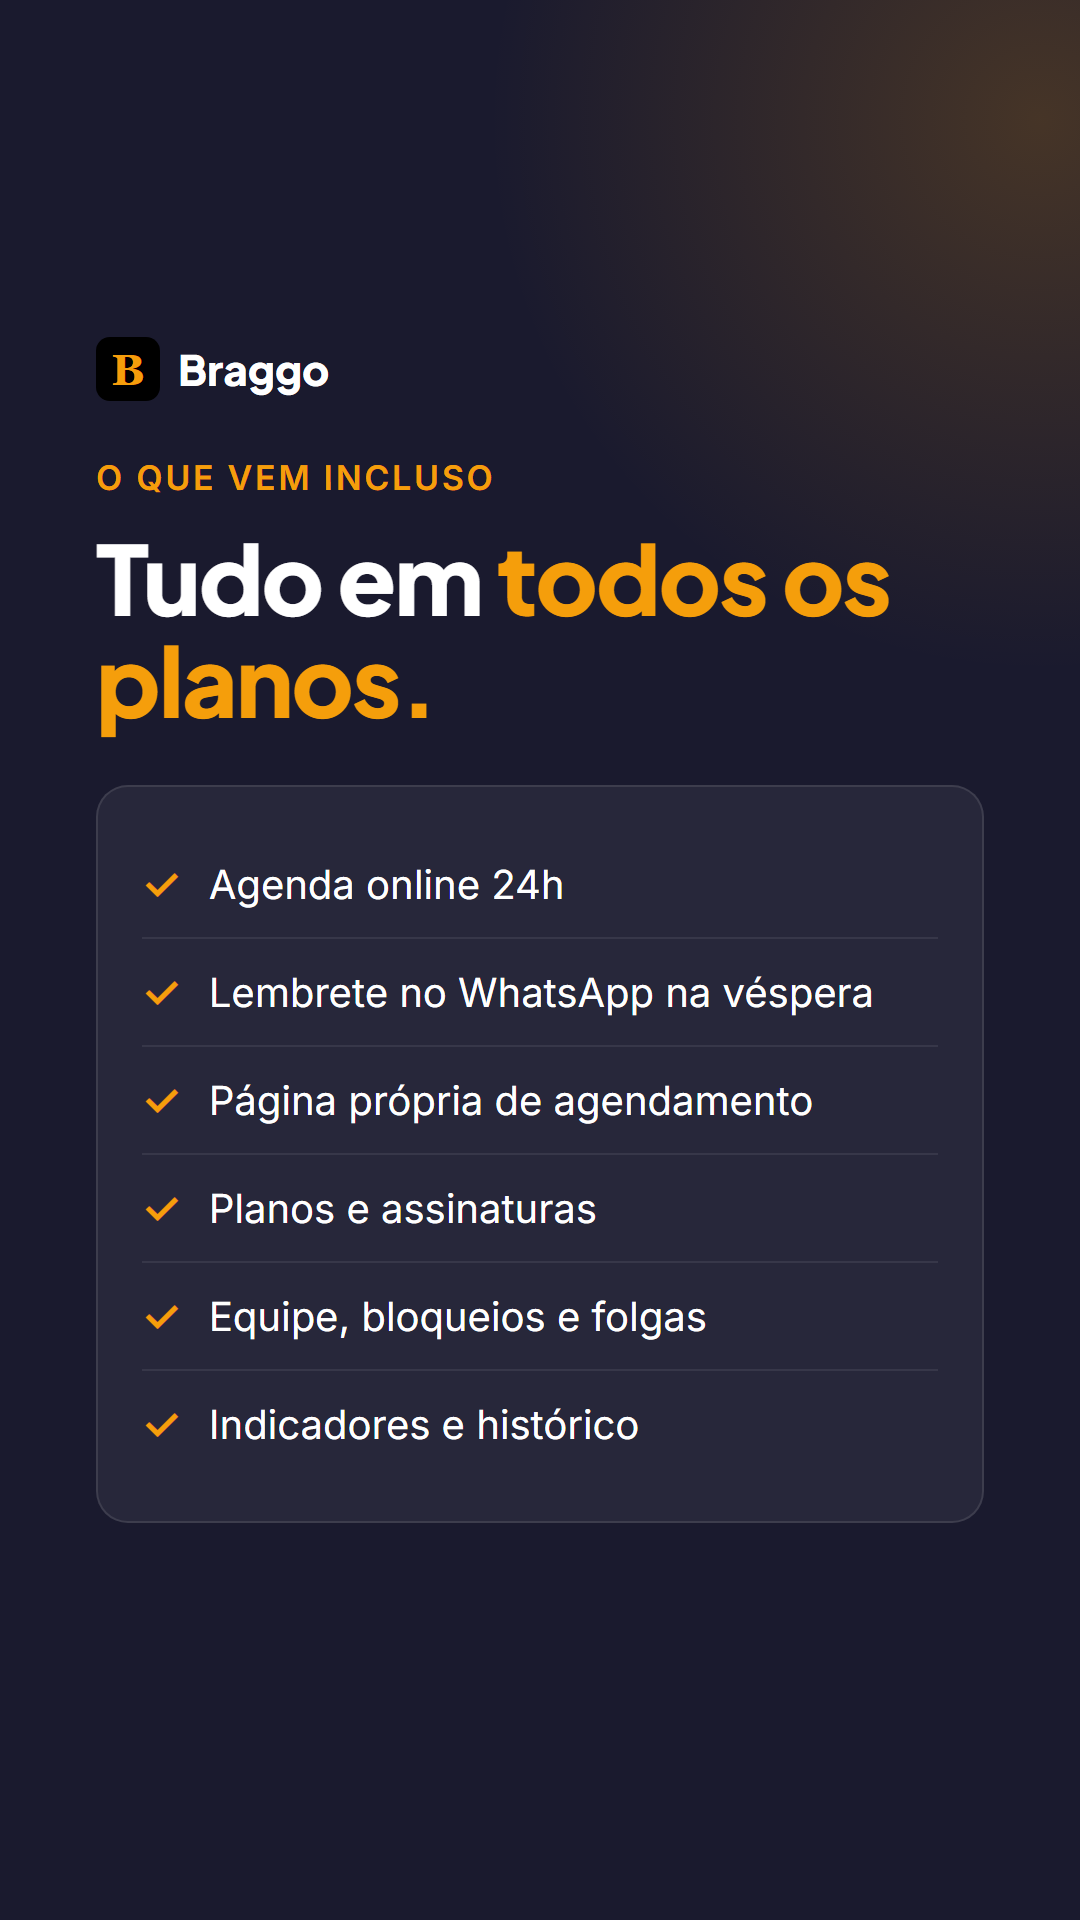 B Braggo
O QUE VEM INCLUSO
Tudo em todos os
planos.
Agenda online 24h
Lembrete no WhatsApp na véspera
Página própria de agendamento
Planos e assinaturas
Equipe, bloqueios e folgas
Indicadores e histórico